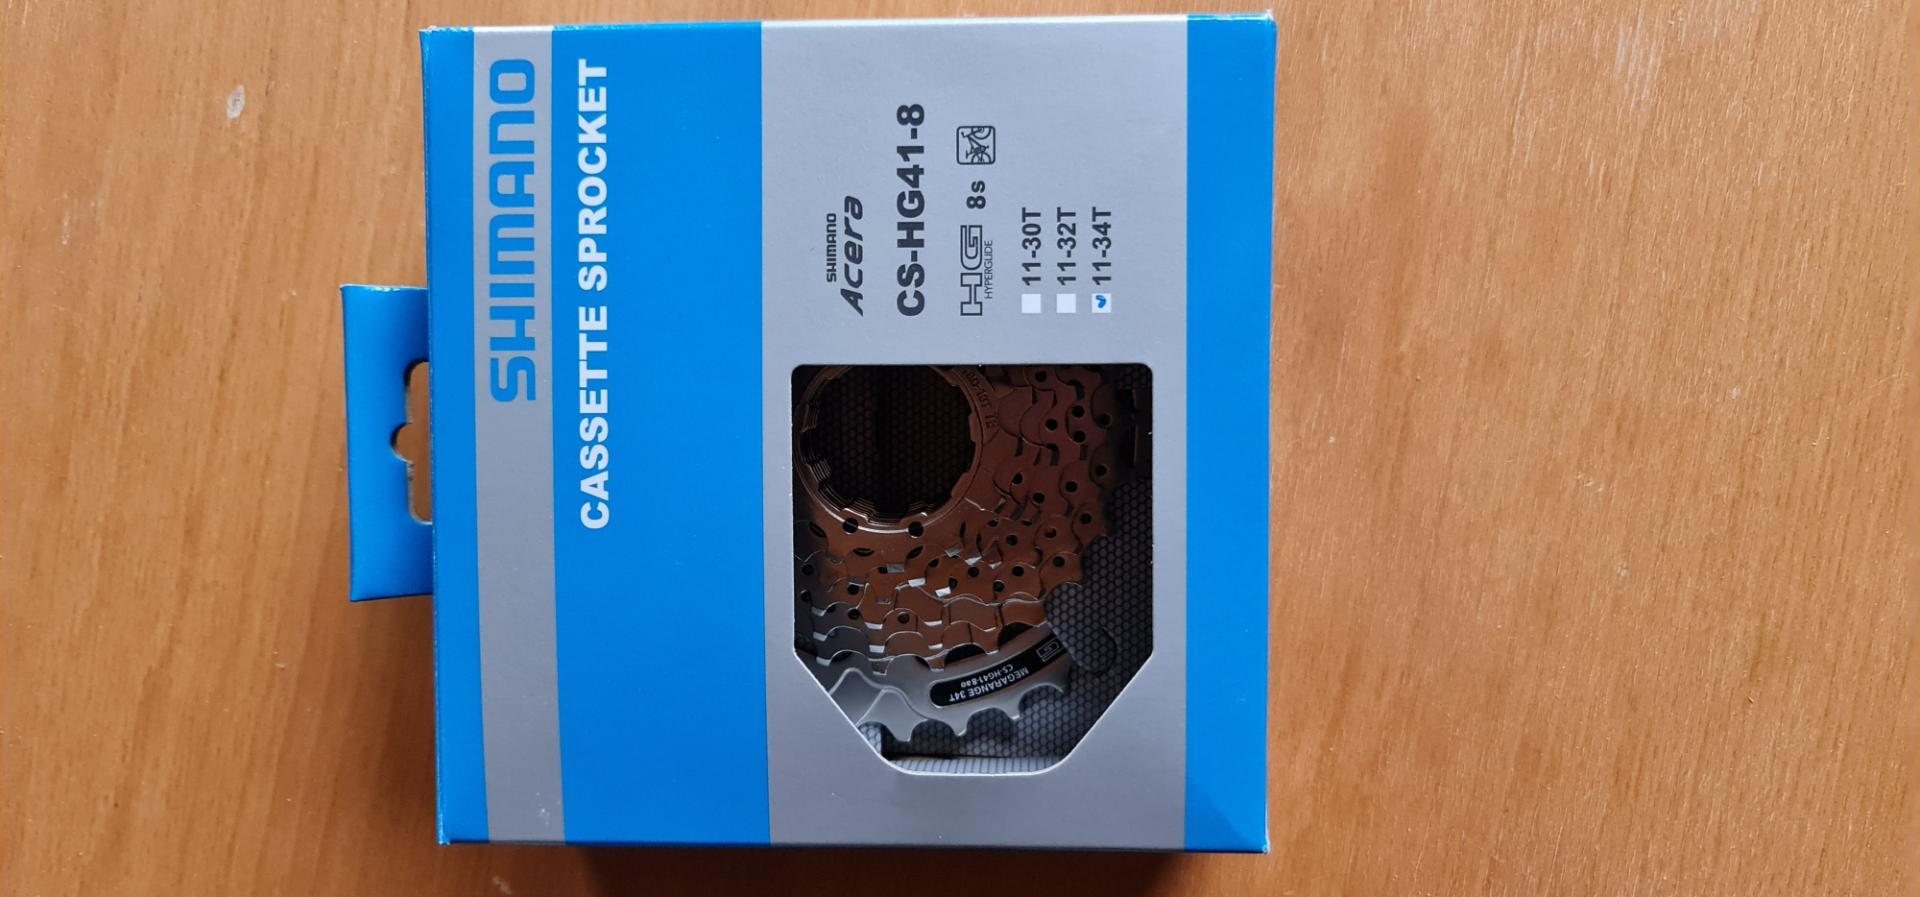 SHIMANO
CASSETTE SPROCKET
SHIMANO
Acera
CS-HG41-8
HG 8s
HYPERGLIDE
11-30T
11-32T
11-34T
MEGARANGE 34T
CS-HG41-8ao